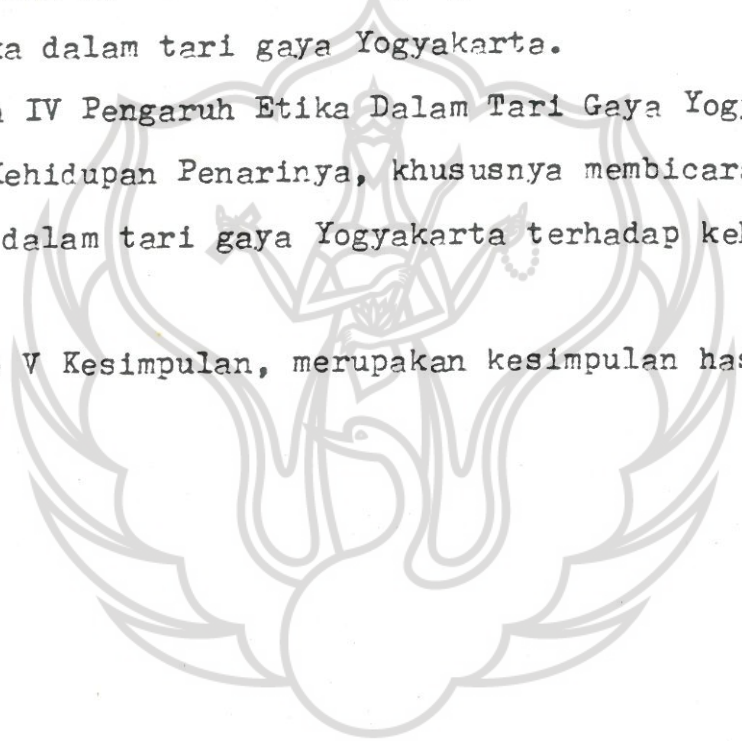 ka dalam tari gaya Yogyakarta.
IV Pengaruh Etika Dalam Tari Gaya Yog
Kehidupan Penarinya, khususnya membicara
dalam tari gaya Yogyakarta terhadap ke
V Kesimpulan, merupakan kesimpulan has